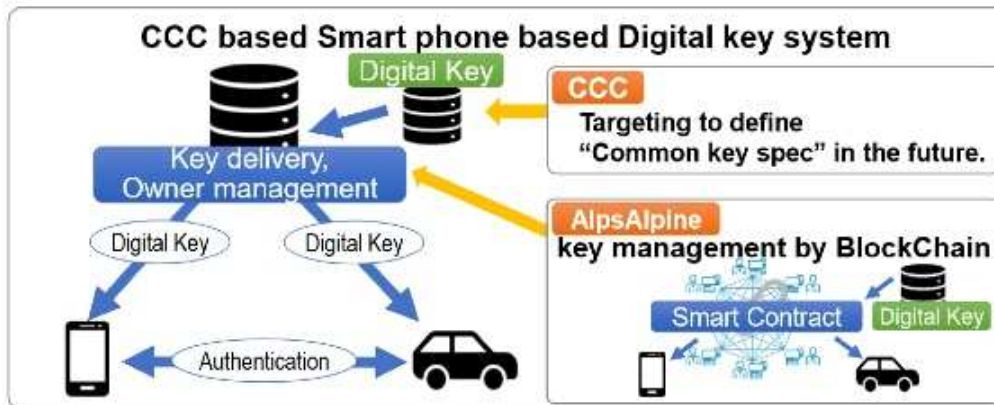 CCC based Smart phone based Digital key system
Digital Key
CCC
Targeting to define
“Common key spec” in the future.
Key delivery,
Owner management
Digital Key
Digital Key
Authentication
AlpsAlpine
key management by BlockChain
Smart Contract
Digital Key